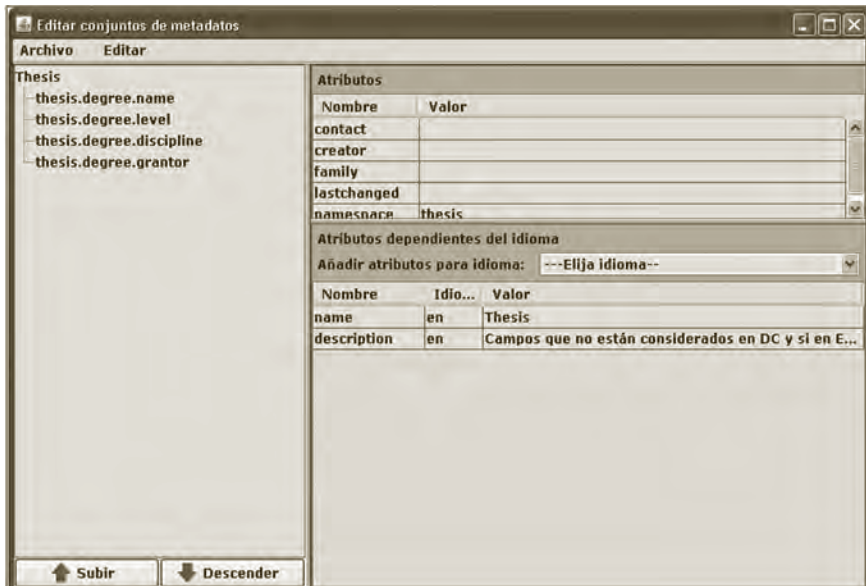 Editar conjuntos de metadatos
Archivo Editar
Thesis
thesis.degree.name
thesis.degree.level
thesis.degree.discipline
thesis.degree.grantor
Subir Descender
Atributos
Nombre Valor
contact
creator
family
lastchanged
namespace thesis
Atributos dependientes del idioma
Añadir atributos para idioma: ---Elija idioma--
Nombre Idio... Valor
name en Thesis
description en Campos que no están considerados en DC y si en E...